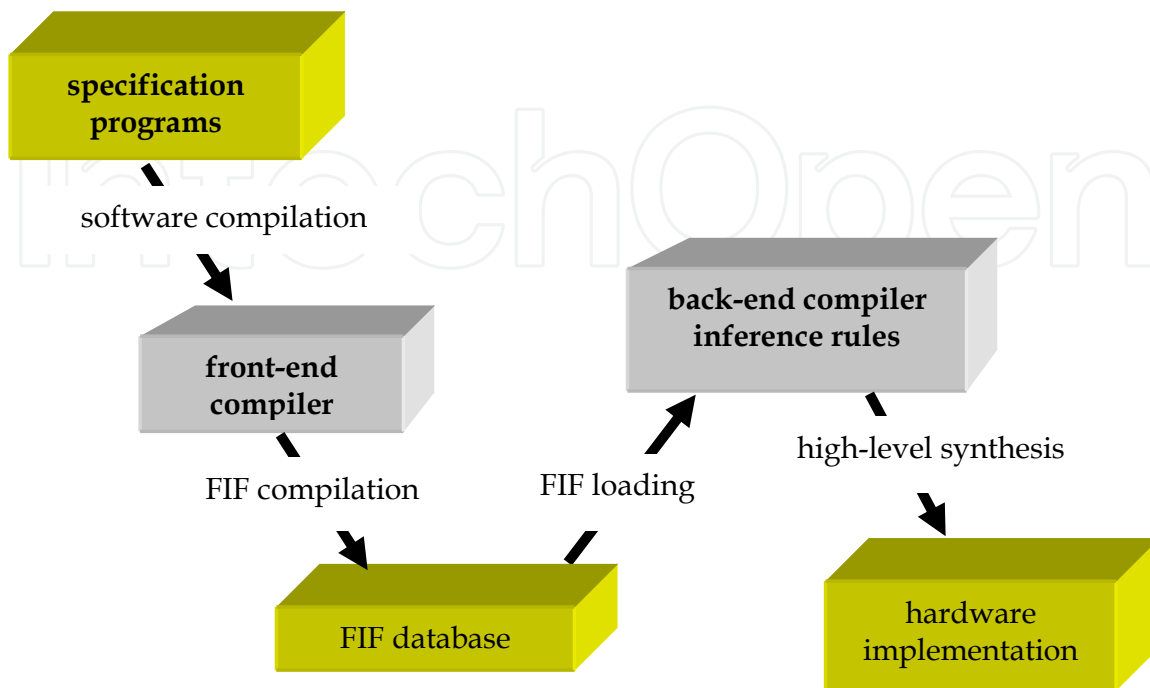 specification
programs
IntechOpen
software compilation
back-end compiler
inference rules
front-end
compiler
high-level synthesis
FIF compilation
FIF loading
hardware
implementation
FIF database